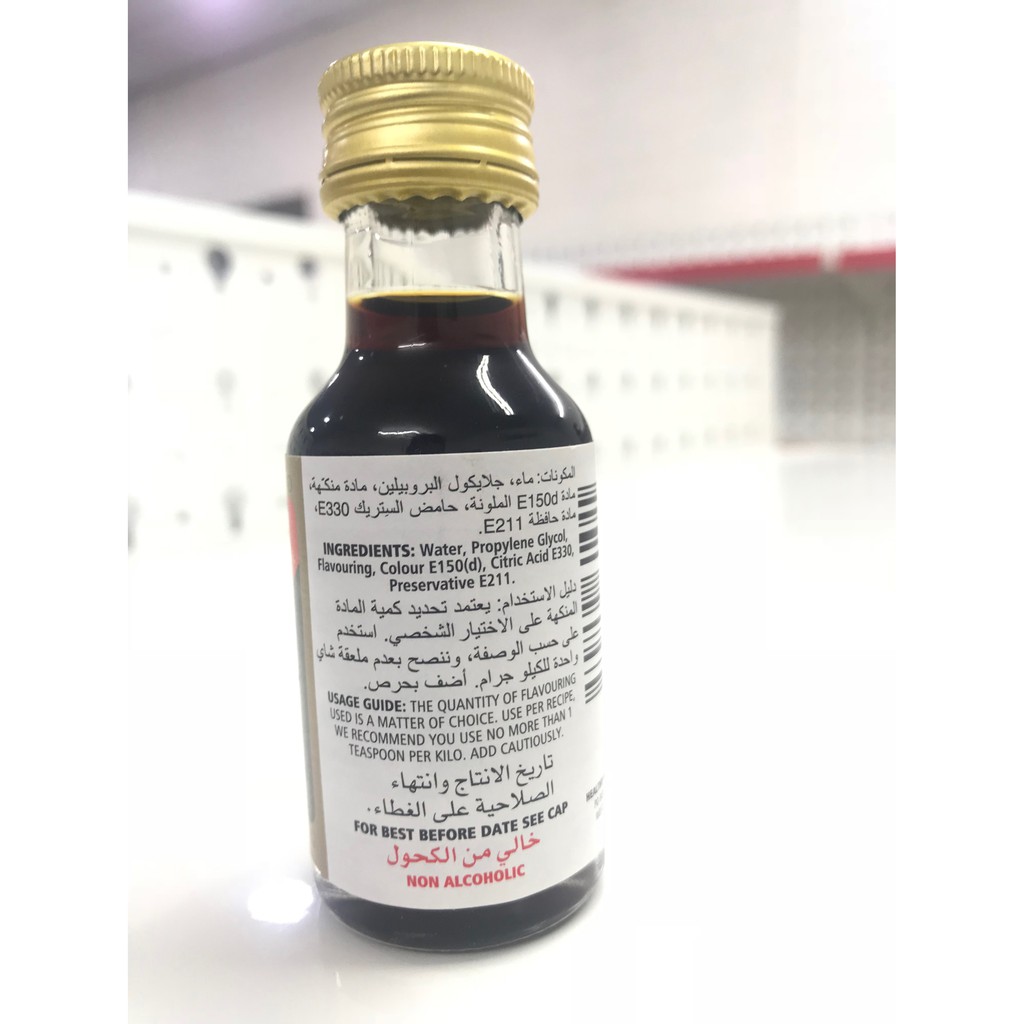 المكونات: ماء، جلايكول البروبيلين، مادة منكّهة،
مادة E150d الملونة، حامض السيتريك E330،
مادة حافظة E211.
INGREDIENTS: Water, Propylene Glycol,
Flavouring, Colour E150(d), Citric Acid E330,
Preservative E211.
دليل الاستخدام: يعتمد تحديد كمية المادة
المنكهة على الاختيار الشخصي. استخدم
على حسب الوصفة، وننصح بعدم ملعقة شاي
واحدة للكيلو جرام. أضف بحرص.
USAGE GUIDE: THE QUANTITY OF FLAVOURING
USED IS A MATTER OF CHOICE. USE PER RECIPE,
WE RECOMMEND YOU USE NO MORE THAN 1
TEASPOON PER KILO. ADD CAUTIOUSLY.
تاريخ الانتاج وانتهاء
الصلاحية على الغطاء.
FOR BEST BEFORE DATE SEE CAP
خالي من الكحول
NON ALCOHOLIC